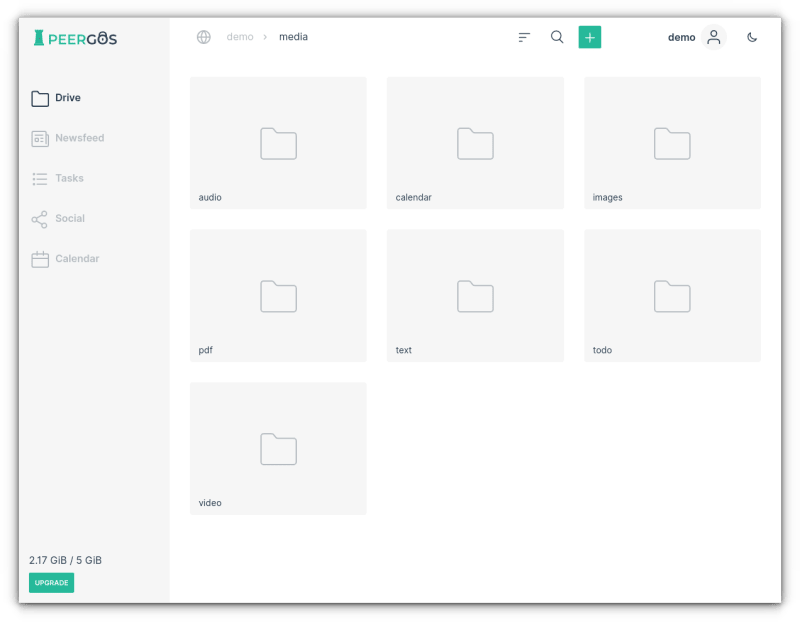 PEERGOS
demo > media
demo
Drive
Newsfeed
Tasks
Social
Calendar
audio
calendar
images
pdf
text
todo
video
2.17 GiB / 5 GiB
UPGRADE